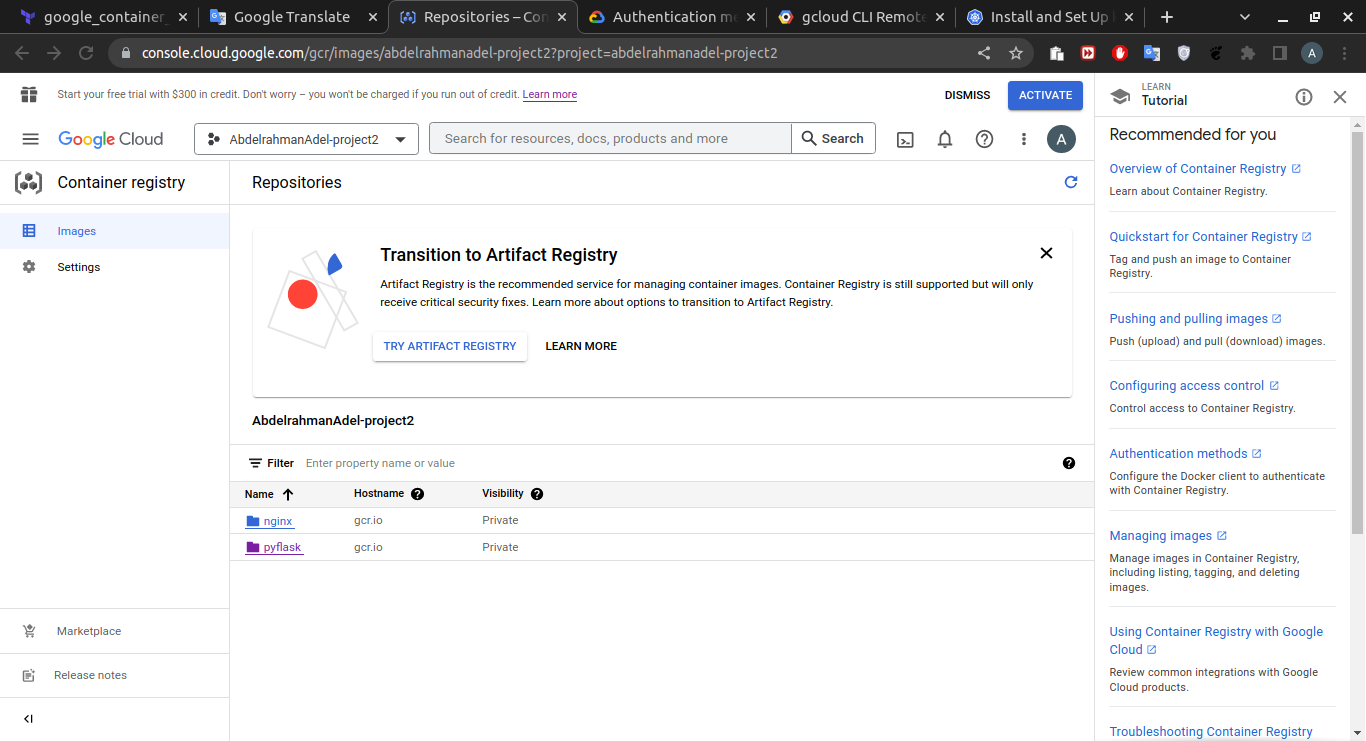 google_container_
Google Translate
Repositories – Con
Authentication me
gcloud CLI Remot
Install and Set Up
console.cloud.google.com/gcr/images/abdelrahmanadel-project2?project=abdelrahmanadel-project2
A
Start your free trial with $300 in credit. Don't worry – you won't be charged if you run out of credit. Learn more
DISMISS
ACTIVATE
Google Cloud
AbdelrahmanAdel-project2
Search for resources, docs, products and more
Search
A
Container registry
Images
Settings
Marketplace
Release notes
Repositories
Transition to Artifact Registry
Artifact Registry is the recommended service for managing container images. Container Registry is still supported but will only
receive critical security fixes. Learn more about options to transition to Artifact Registry.
TRY ARTIFACT REGISTRY
LEARN MORE
AbdelrahmanAdel-project2
Filter Enter property name or value
Name Hostname Visibility
nginx gcr.io Private
pyflask gcr.io Private
LEARN
Tutorial
Recommended for you
Overview of Container Registry
Learn about Container Registry.
Quickstart for Container Registry
Tag and push an image to Container
Registry.
Pushing and pulling images
Push (upload) and pull (download) images.
Configuring access control
Control access to Container Registry.
Authentication methods
Configure the Docker client to authenticate
with Container Registry.
Managing images
Manage images in Container Registry,
including listing, tagging, and deleting
images.
Using Container Registry with Google
Cloud
Review common integrations with Google
Cloud products.
Troubleshooting Container Registry